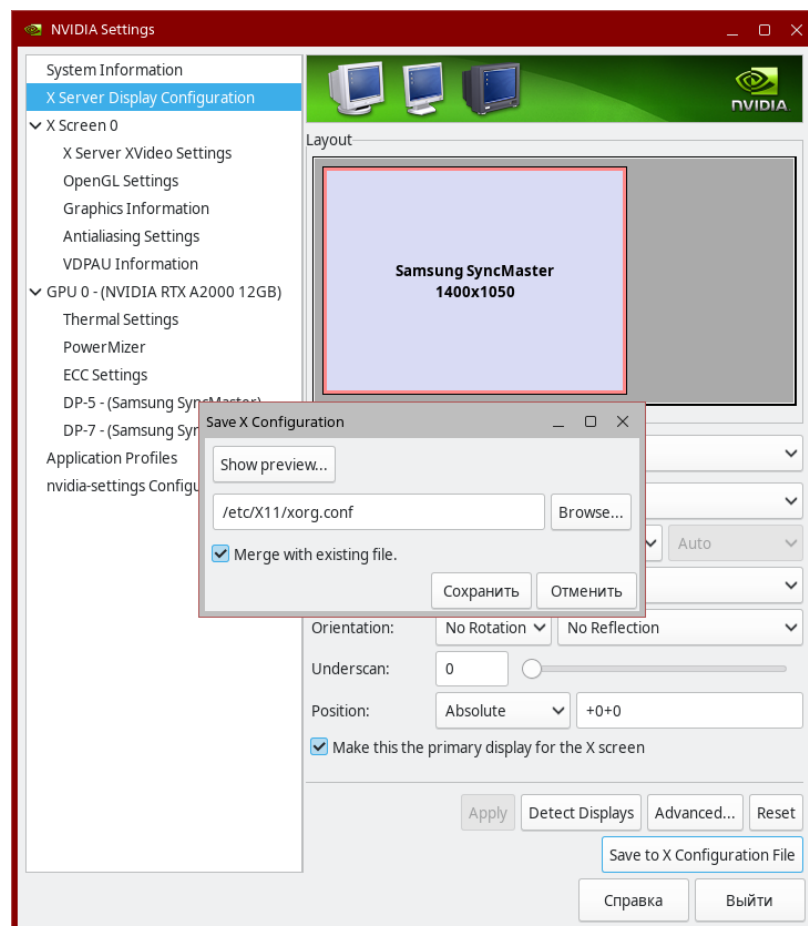 NVIDIA Settings
System Information
X Server Display Configuration
X Screen 0
X Server XVideo Settings
OpenGL Settings
Graphics Information
Antialiasing Settings
VDPAU Information
GPU 0 - (NVIDIA RTX A2000 12GB)
Thermal Settings
PowerMizer
ECC Settings
DP-5 - (Samsung SyncMaster)
DP-7 - (Samsung Syn
Application Profiles
nvidia-settings Configu
NVIDIA.
Layout
Samsung SyncMaster
1400x1050
Save X Configuration
Show preview...
/etc/X11/xorg.conf
Browse...
Merge with existing file.
Сохранить
Отменить
Auto
Orientation:
No Rotation
No Reflection
Underscan:
0
Position:
Absolute
+0+0
Make this the primary display for the X screen
Apply
Detect Displays
Advanced...
Reset
Save to X Configuration File
Справка
Выйти